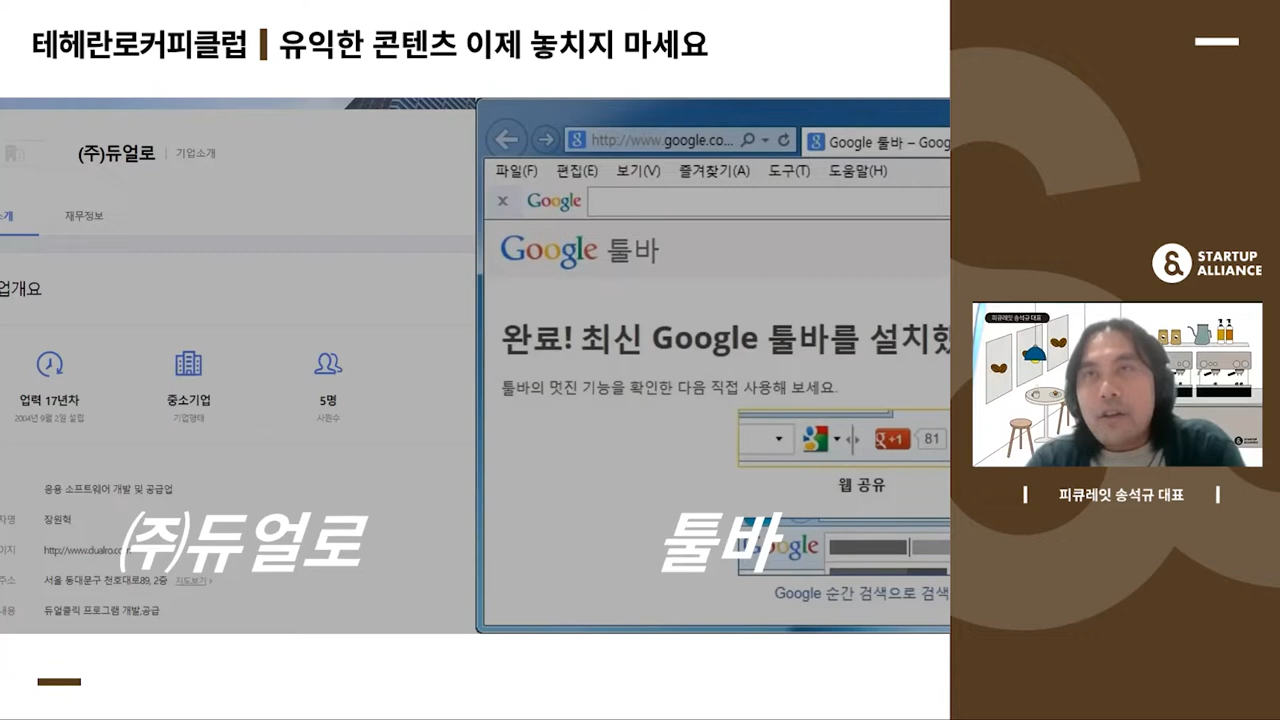 테헤란로커피클럽 | 유익한 콘텐츠 이제 놓치지 마세요
(주)듀얼로 | 기업소개
소개
재무정보
업개요
업력 17년차
2004년 9월 2일 설립
중소기업
기업형태
5명
사원수
응용 소프트웨어 개발 및 공급업
자명 장원혁
이지 http://www.dualro.co
주소 서울 동대문구 천호대로89, 2층 지도보기 >
내용 듀얼클릭 프로그램 개발,공급
㈜듀얼로
http://www.google.co...
Google 툴바 – Goog
파일(F) 편집(E) 보기(V) 즐겨찾기(A) 도구(T) 도움말(H)
x Google
Google 툴바
완료! 최신 Google 툴바를 설치했
툴바의 멋진 기능을 확인한 다음 직접 사용해 보세요.
+1 81
웹 공유
툴바
Google
Google 순간 검색으로 검색
STARTUP
ALLIANCE
피큐레잇 송석규 대표
피큐레잇 송석규 대표